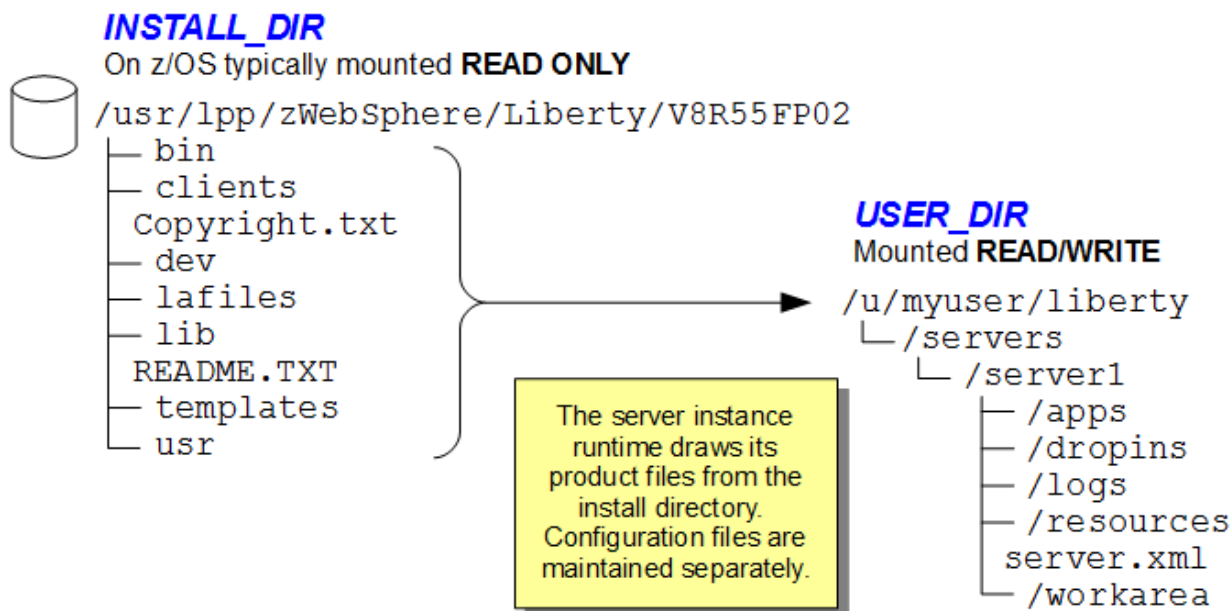 INSTALL_DIR
On z/OS typically mounted READ ONLY
/usr/lpp/zWebSphere/Liberty/V8R55FP02
bin
clients
Copyright.txt
dev
lafiles
lib
README.TXT
templates
usr
USER_DIR
Mounted READ/WRITE
/u/myuser/liberty
/servers
/server1
/apps
/dropins
/logs
/resources
server.xml
/workarea
The server instance
runtime draws its
product files from the
install directory.
Configuration files are
maintained separately.